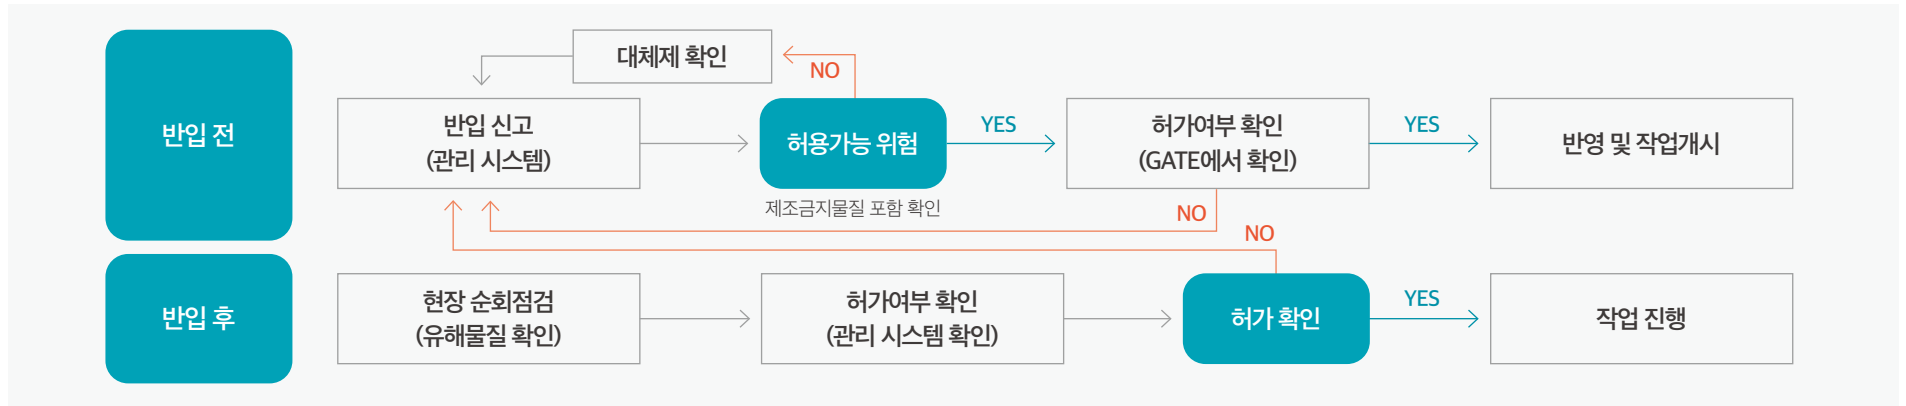 대체제 확인
NO
반입 전
반입 신고
(관리 시스템)
허용가능 위험
YES
허가여부 확인
(GATE에서 확인)
YES
반영 및 작업개시
제조금지물질 포함 확인
NO
NO
반입 후
현장 순회점검
(유해물질 확인)
허가여부 확인
(관리 시스템 확인)
허가 확인
YES
작업 진행